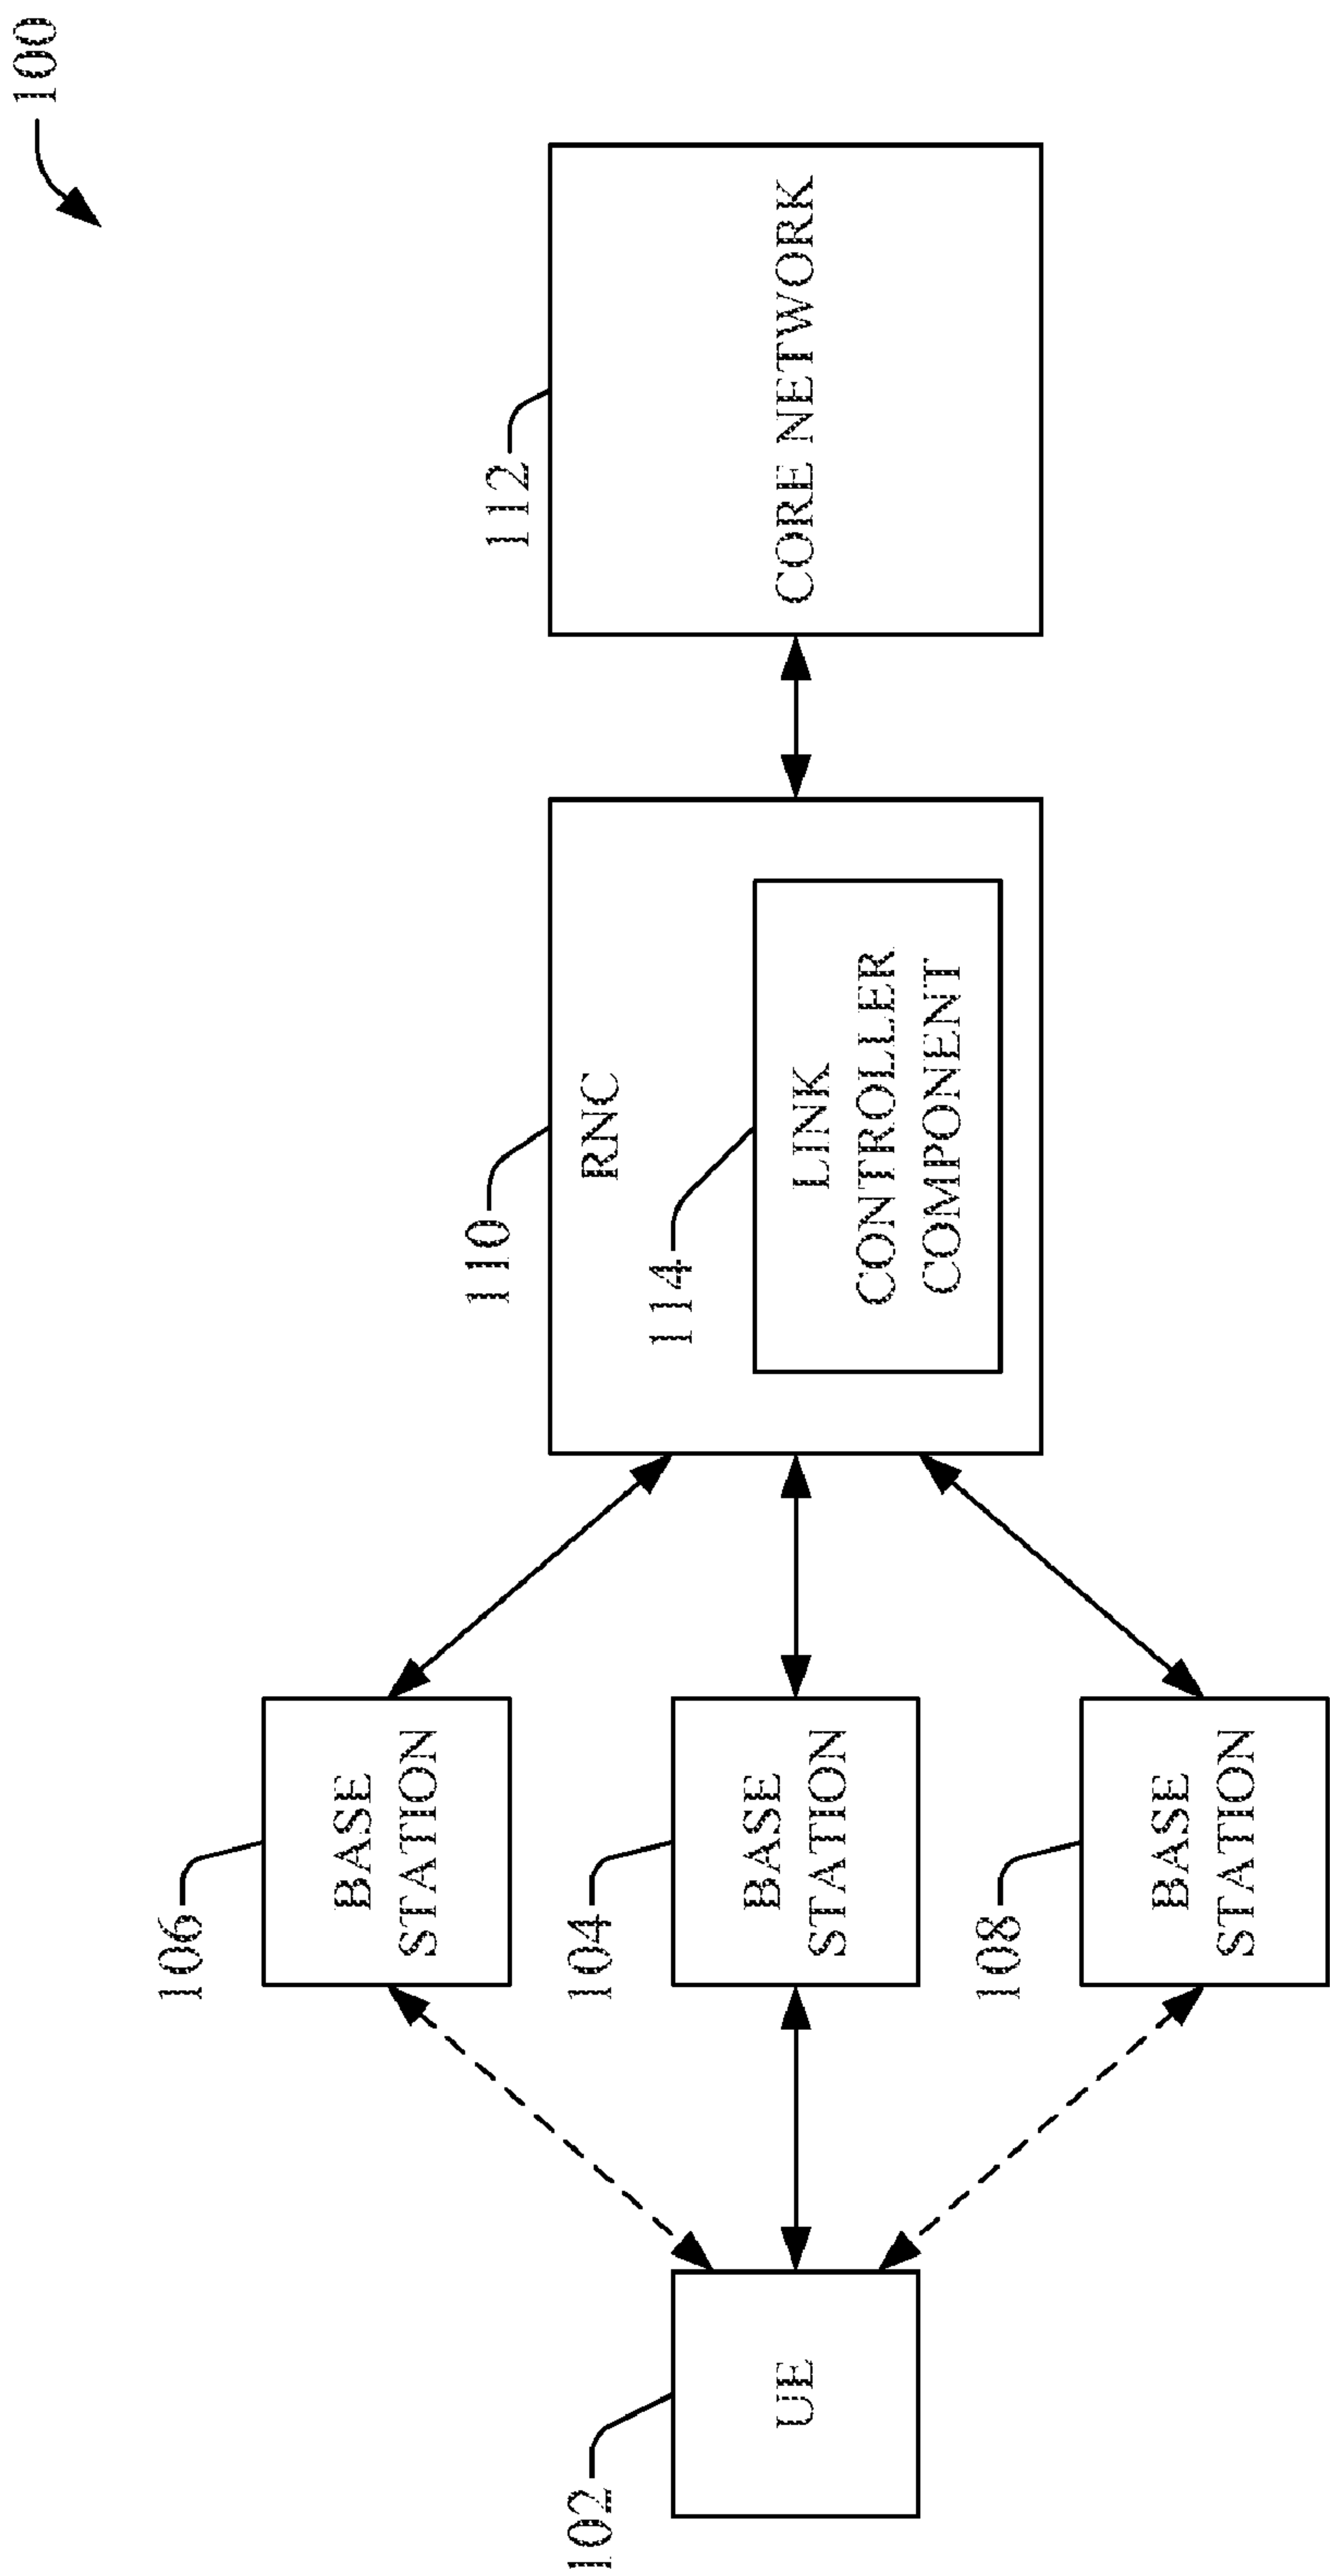 100
106
BASE
STATION
110
RNC
112
102
UE
104
BASE
STATION
114
LINK
CONTROLLER
COMPONENT
CORE NETWORK
108
BASE
STATION